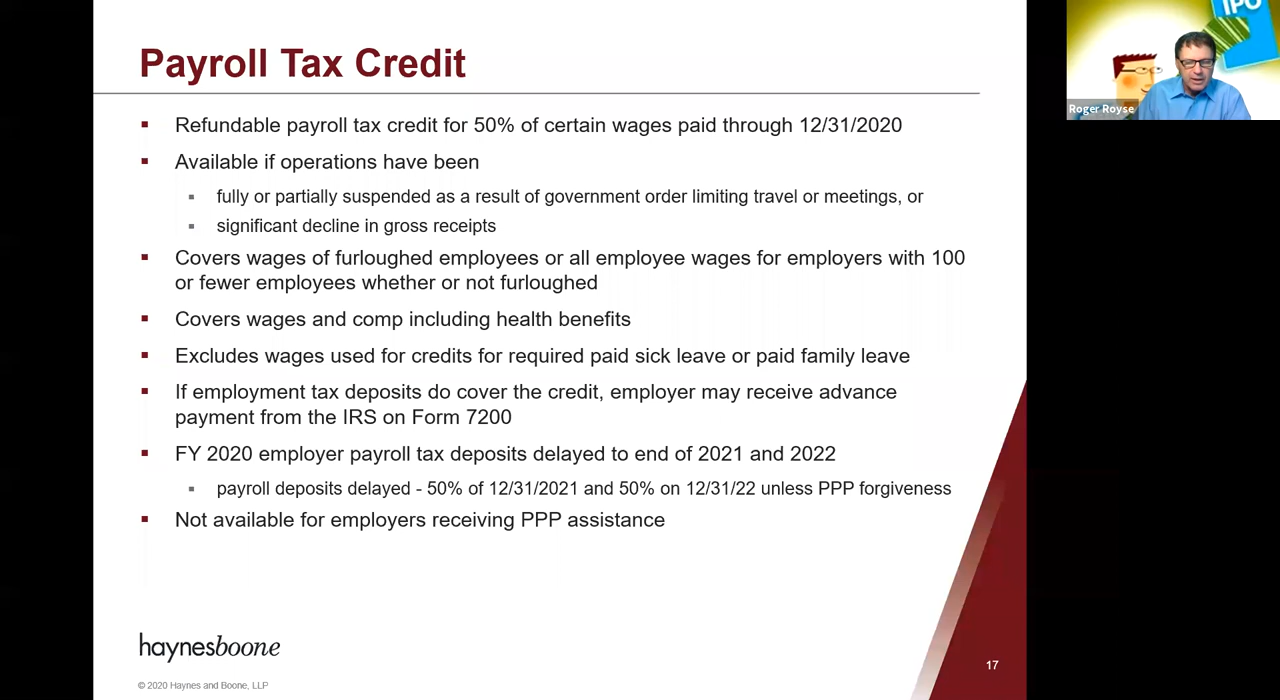 Payroll Tax Credit
▪ Refundable payroll tax credit for 50% of certain wages paid through 12/31/2020
▪ Available if operations have been
▪ fully or partially suspended as a result of government order limiting travel or meetings, or
▪ significant decline in gross receipts
▪ Covers wages of furloughed employees or all employee wages for employers with 100
or fewer employees whether or not furloughed
▪ Covers wages and comp including health benefits
▪ Excludes wages used for credits for required paid sick leave or paid family leave
▪ If employment tax deposits do cover the credit, employer may receive advance
payment from the IRS on Form 7200
▪ FY 2020 employer payroll tax deposits delayed to end of 2021 and 2022
▪ payroll deposits delayed - 50% of 12/31/2021 and 50% on 12/31/22 unless PPP forgiveness
▪ Not available for employers receiving PPP assistance
haynesboone
© 2020 Haynes and Boone, LLP
17
IPO
Roger Royse